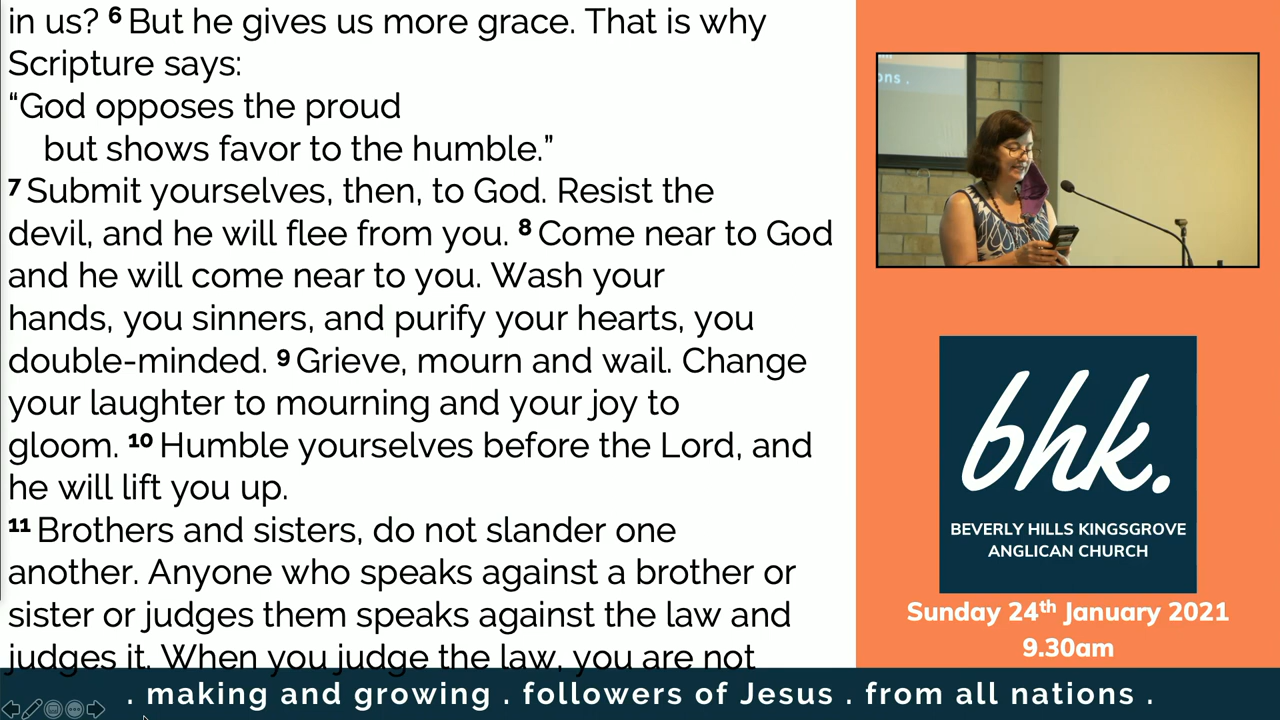 in us? 6 But he gives us more grace. That is why
Scripture says:
“God opposes the proud
but shows favor to the humble.”
7 Submit yourselves, then, to God. Resist the
devil, and he will flee from you. 8 Come near to God
and he will come near to you. Wash your
hands, you sinners, and purify your hearts, you
double-minded. 9 Grieve, mourn and wail. Change
your laughter to mourning and your joy to
gloom. 10 Humble yourselves before the Lord, and
he will lift you up.
11 Brothers and sisters, do not slander one
another. Anyone who speaks against a brother or
sister or judges them speaks against the law and
judges it. When you judge the law, you are not
ons .
bhk.
BEVERLY HILLS KINGSGROVE
ANGLICAN CHURCH
Sunday 24th January 2021
9.30am
. making and growing . followers of Jesus . from all nations .